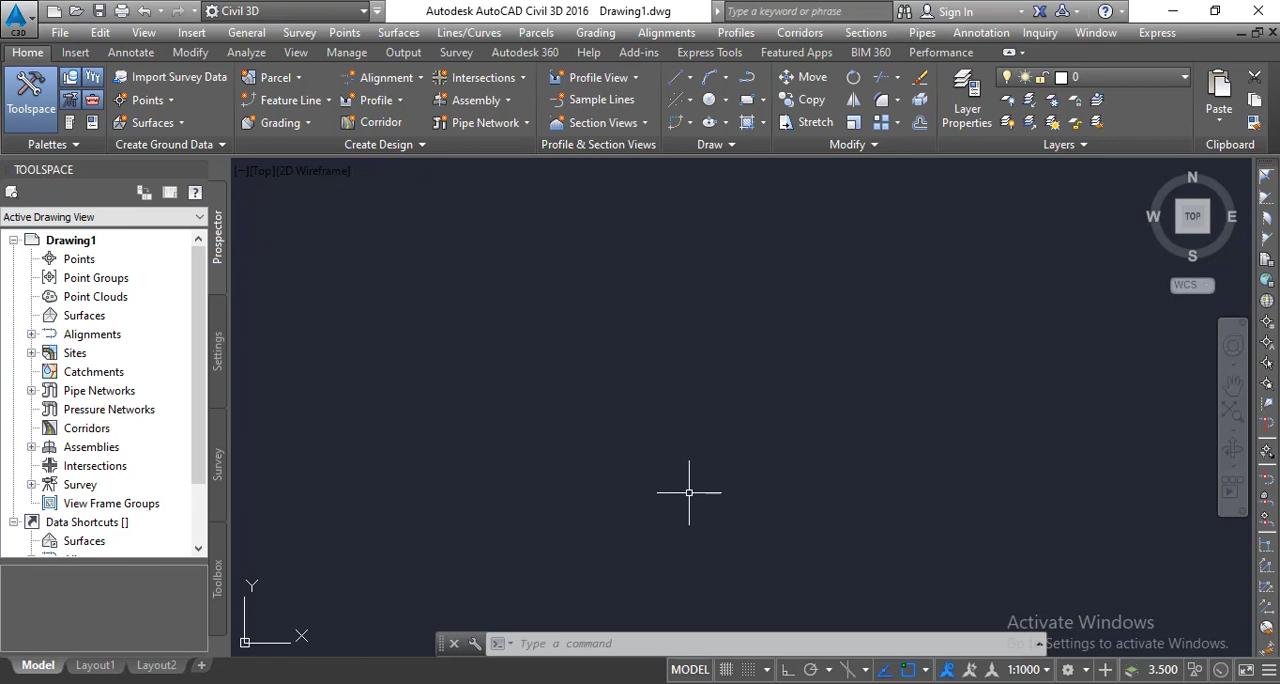 Civil 3D
Autodesk AutoCAD Civil 3D 2016 Drawing1.dwg
Type a keyword or phrase
Sign In
C3D
File Edit View Insert General Survey Points Surfaces Lines/Curves Parcels Grading Alignments Profiles Corridors Sections Pipes Annotation Inquiry Window Express
Home Insert Annotate Modify Analyze View Manage Output Survey Autodesk 360 Help Add-ins Express Tools Featured Apps BIM 360 Performance
Toolspace
Import Survey Data
Points
Surfaces
Parcel
Feature Line
Grading
Alignment
Profile
Corridor
Intersections
Assembly
Pipe Network
Profile View
Sample Lines
Section Views
Move
Copy
Stretch
Layer
Properties
0
Paste
Palettes Create Ground Data Create Design Profile & Section Views Draw Modify Layers Clipboard
TOOLSPACE
Active Drawing View
Drawing1
Points
Point Groups
Point Clouds
Surfaces
Alignments
Sites
Catchments
Pipe Networks
Pressure Networks
Corridors
Assemblies
Intersections
Survey
View Frame Groups
Data Shortcuts []
Surfaces
Prospector
Settings
Survey
Toolbox
[−][Top][2D Wireframe]
N
W TOP E
S
WCS
Y
X
Activate Windows
Go to Settings to activate Windows.
Type a command
Model Layout1 Layout2 +
MODEL 1:1000 3.500